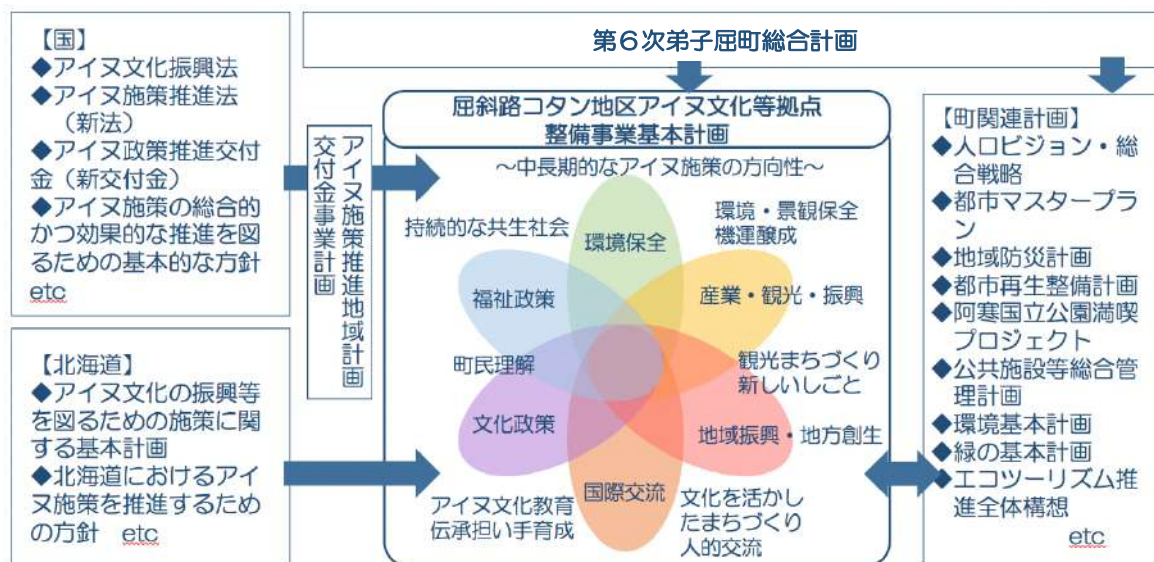 第6次弟子屈町総合計画
【国】
◆アイヌ文化振興法
◆アイヌ施策推進法
(新法)
◆アイヌ政策推進交付
金(新交付金)
◆アイヌ施策の総合的
かつ効果的な推進を図
るための基本的な方針
etc
【北海道】
◆アイヌ文化の振興等
を図るための施策に関
する基本計画
◆北海道におけるアイ
ヌ施策を推進するため
の方針 etc
アイヌ施策推進地域計画
交付金事業計画
屈斜路コタン地区アイヌ文化等拠点
整備事業基本計画
～中長期的なアイヌ施策の方向性～
持続的な共生社会
環境保全
環境・景観保全
機運醸成
福祉政策
産業・観光・振興
町民理解
観光まちづくり
新しいしごと
文化政策
地域振興・地方創生
国際交流
アイヌ文化教育
伝承担い手育成
文化を活かし
たまちづくり
人的交流
【町関連計画】
◆人口ビジョン・総
合戦略
◆都市マスタープラ
ン
◆地域防災計画
◆都市再生整備計画
◆阿寒国立公園満喫
プロジェクト
◆公共施設等総合管
理計画
◆環境基本計画
◆緑の基本計画
◆エコツーリズム推
進全体構想
etc